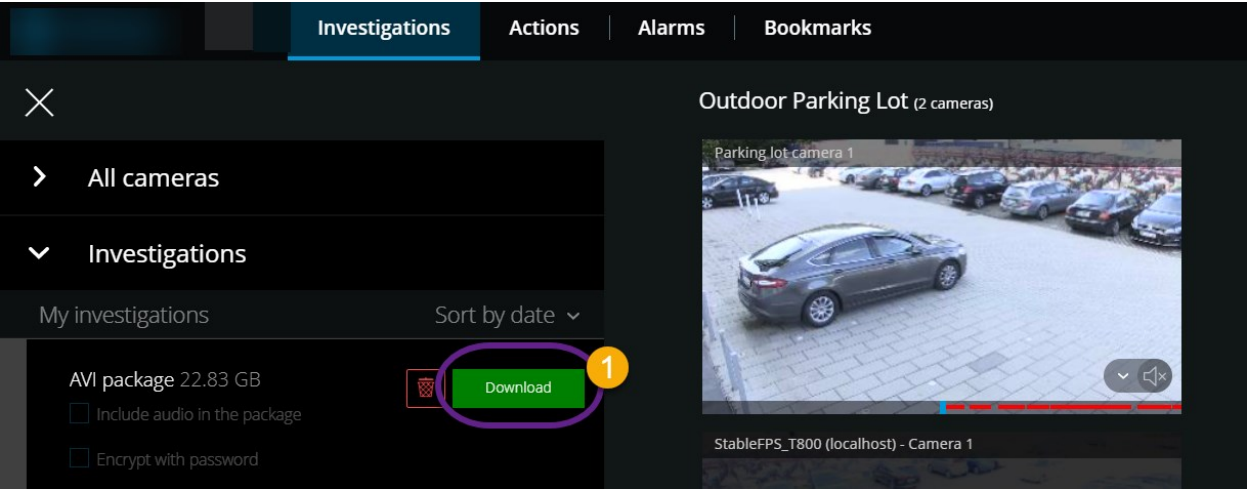 Investigations Actions Alarms Bookmarks
Outdoor Parking Lot (2 cameras)
All cameras
Investigations
My investigations Sort by date
AVI package 22.83 GB
Download
1
Include audio in the package
Encrypt with password
Parking lot camera 1
StableFPS_T800 (localhost) - Camera 1